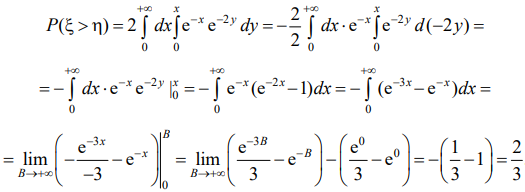 P(ξ > η) = 2∫₀^{+∞} dx ∫₀^x e^{−x} e^{−2y} dy = −(2/2) ∫₀^{+∞} dx · e^{−x} ∫₀^x e^{−2y} d(−2y) =
= −∫₀^{+∞} dx · e^{−x} e^{−2y} |₀^x = −∫₀^{+∞} e^{−x}(e^{−2x} − 1)dx = −∫₀^{+∞} (e^{−3x} − e^{−x})dx =
= lim_{B→+∞} (−e^{−3x}/−3 − e^{−x}) |₀^B = lim_{B→+∞} (e^{−3B}/3 − e^{−B}) − (e^0/3 − e^0) = −(1/3 − 1) = 2/3